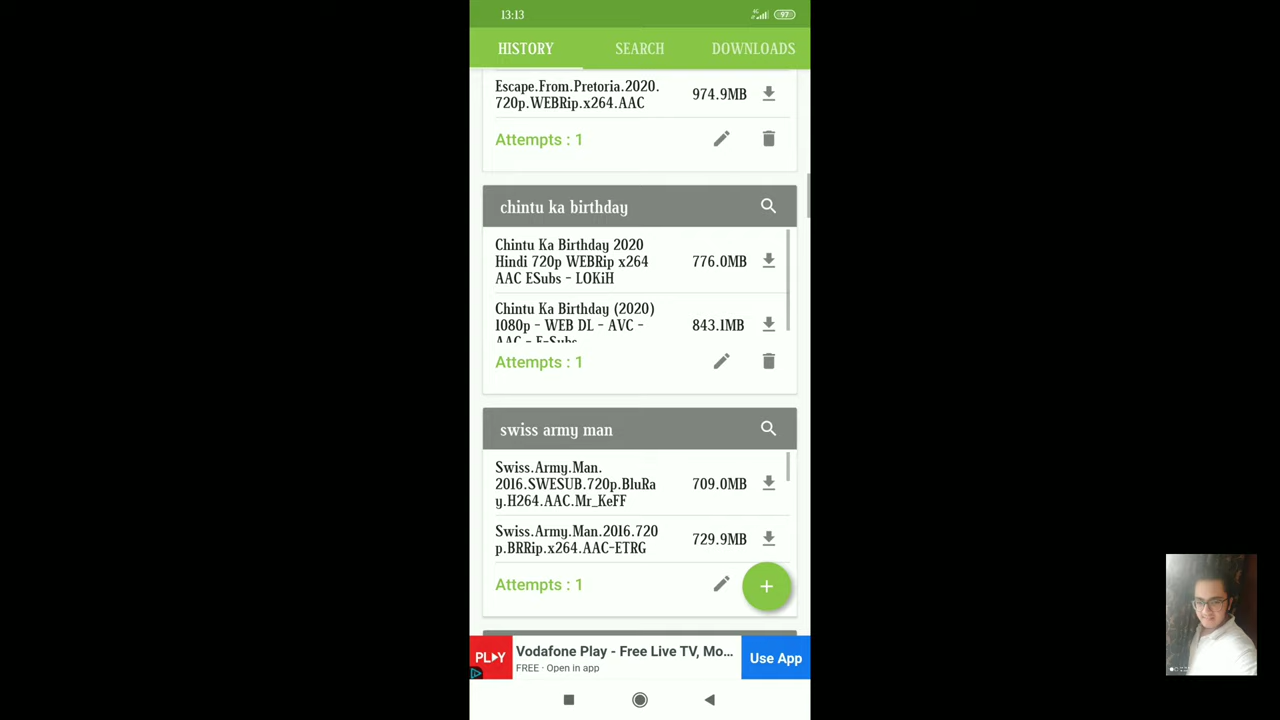 13:13
4G
97
HISTORY
SEARCH
DOWNLOADS
Escape.From.Pretoria.2020.
720p.WEBRip.x264.AAC
974.9MB
Attempts : 1
chintu ka birthday
Chintu Ka Birthday 2020
Hindi 720p WEBRip x264
AAC ESubs - LOKiH
776.0MB
Chintu Ka Birthday (2020)
1080p - WEB DL - AVC -
AAC - E-Subs
843.1MB
Attempts : 1
swiss army man
Swiss.Army.Man.
2016.SWESUB.720p.BluRa
y.H264.AAC.Mr_KeFF
709.0MB
Swiss.Army.Man.2016.720
p.BRRip.x264.AAC-ETRG
729.9MB
Attempts : 1
PLAY
Vodafone Play - Free Live TV, Mo...
FREE · Open in app
Use App